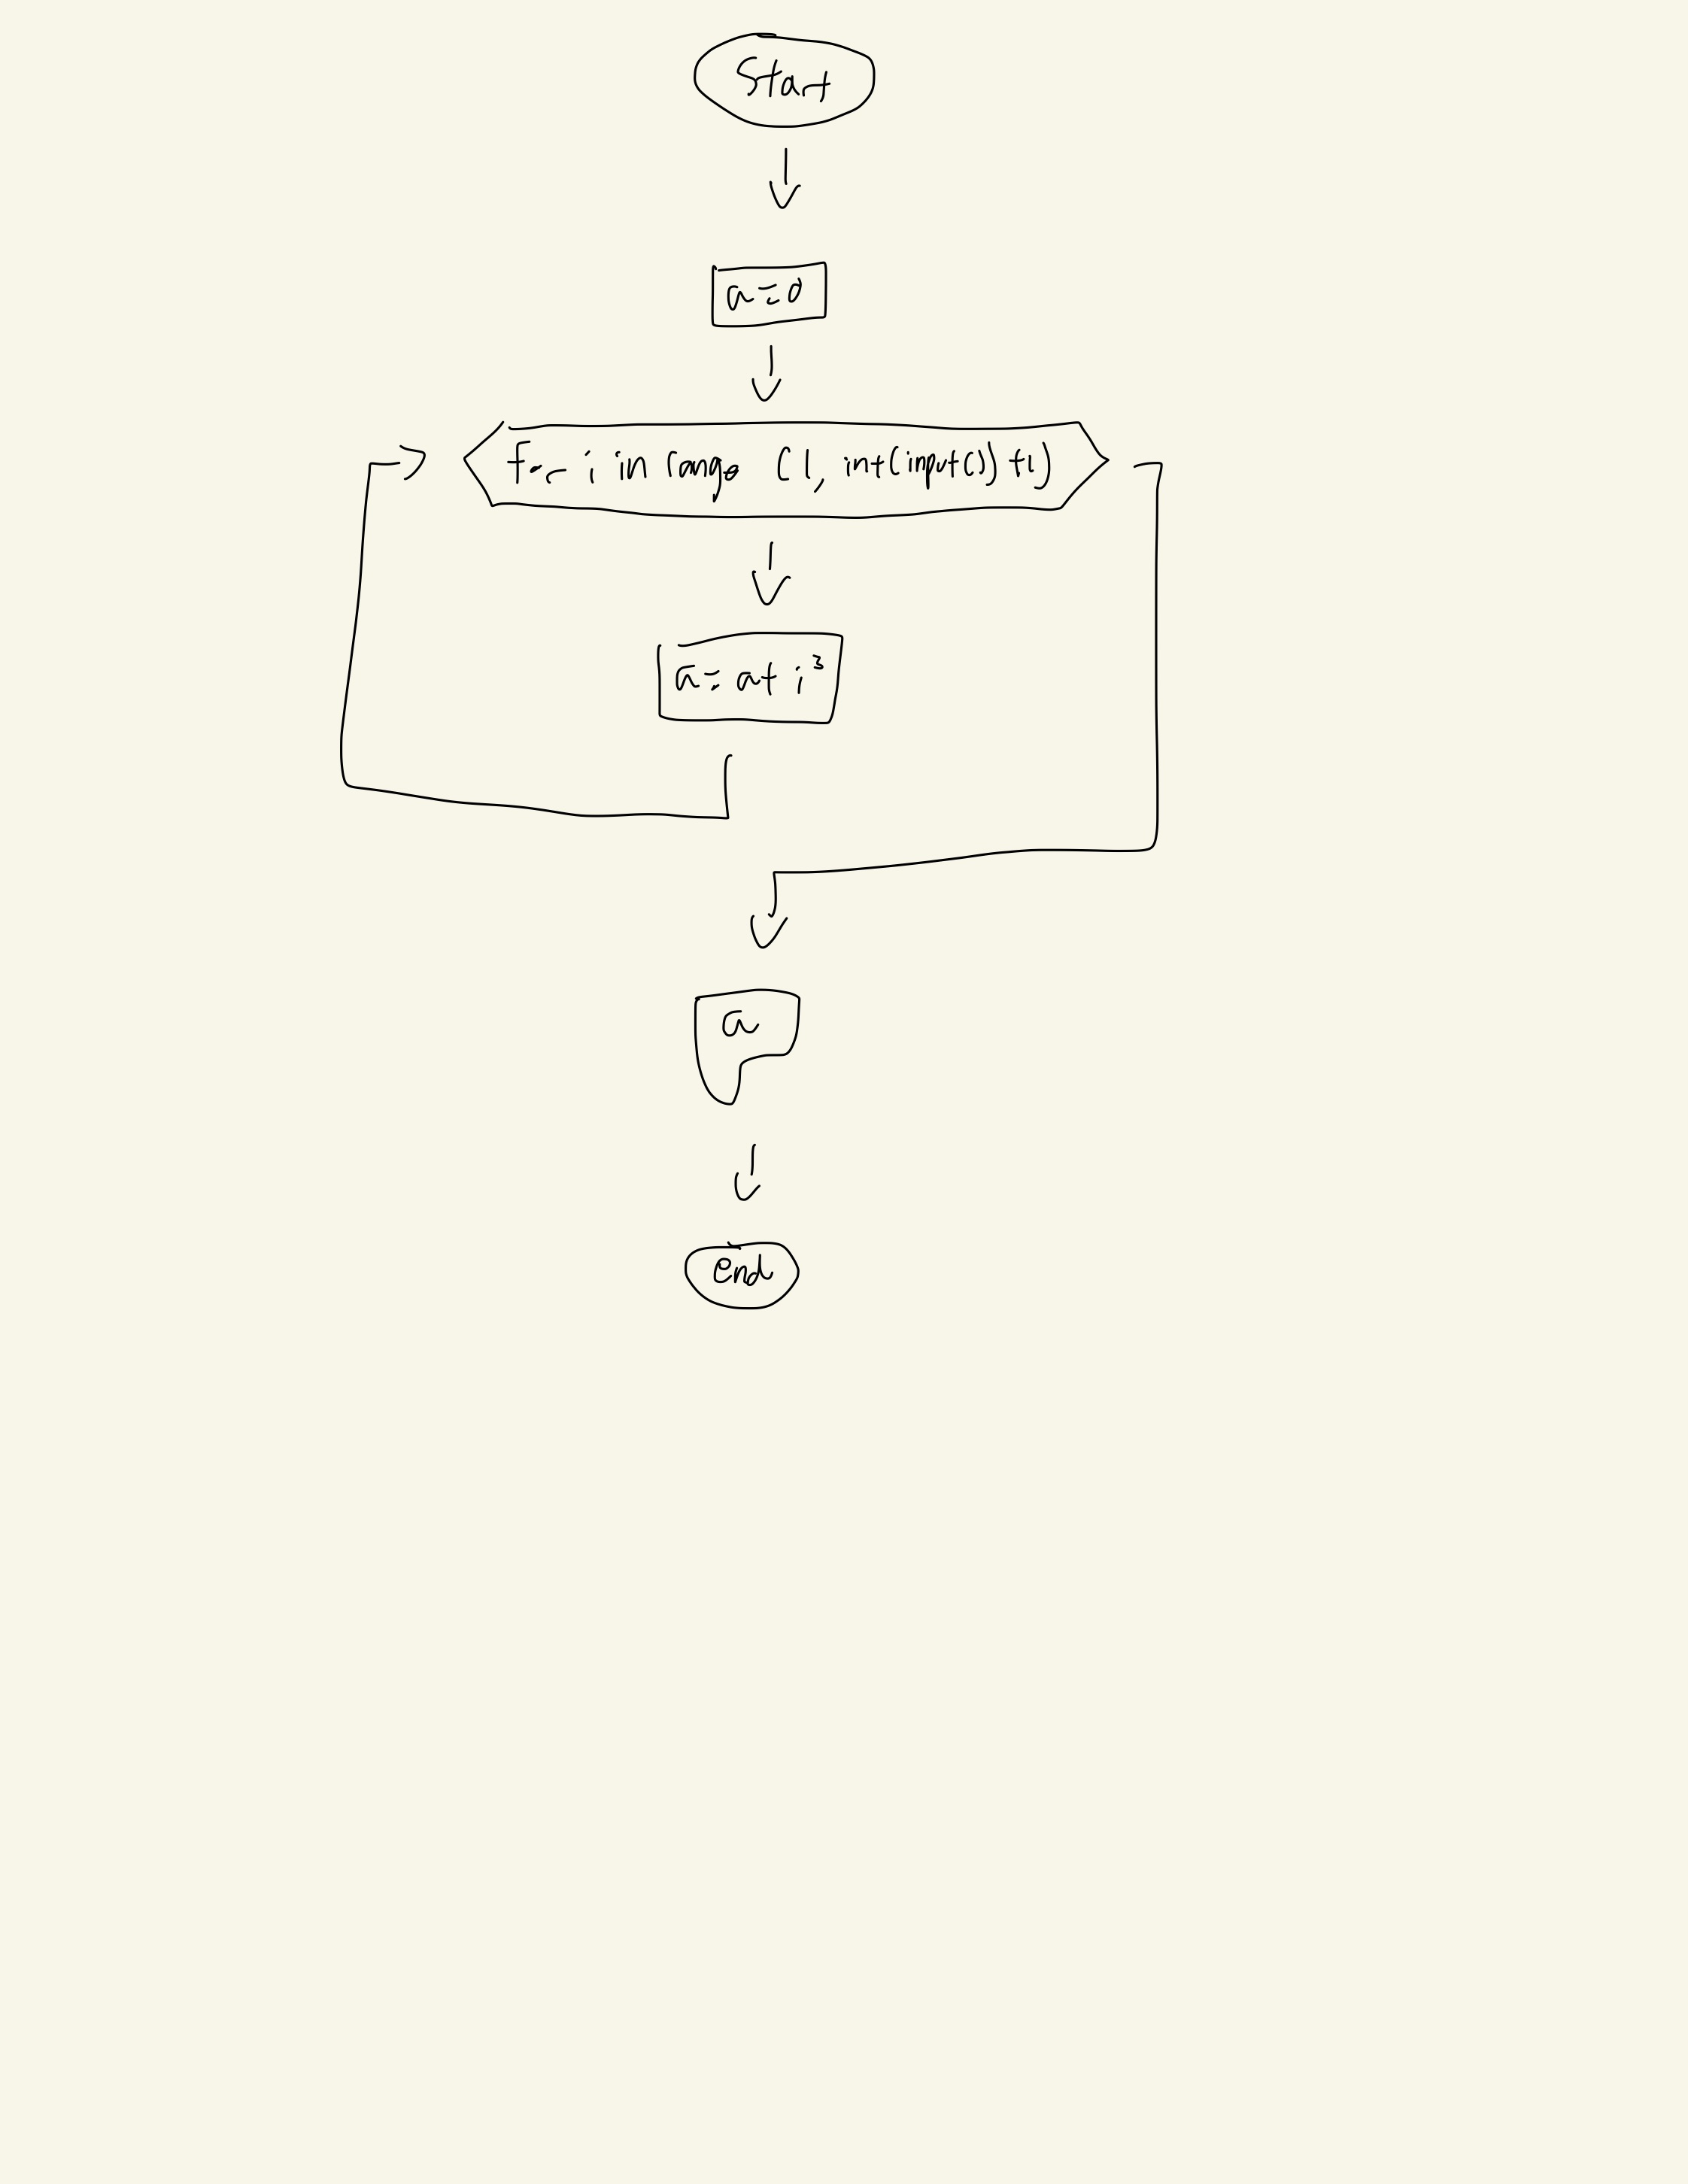 Start
a=0
for i in range (1, int(input()) +1)
a = a + i³
a
end